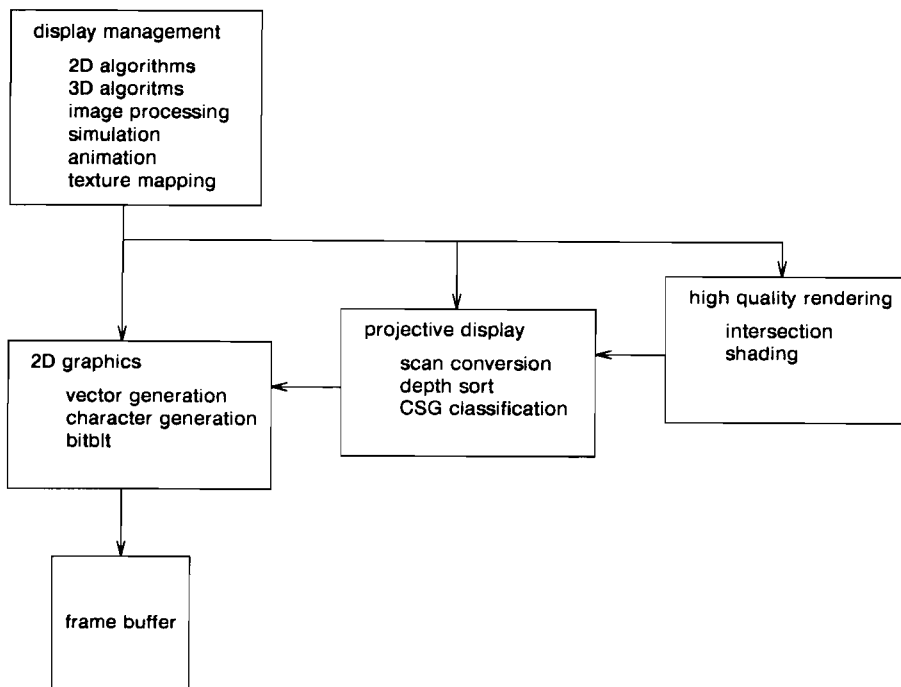 display management
2D algorithms
3D algoritms
image processing
simulation
animation
texture mapping
high quality rendering
intersection
shading
projective display
scan conversion
depth sort
CSG classification
2D graphics
vector generation
character generation
bitblt
frame buffer